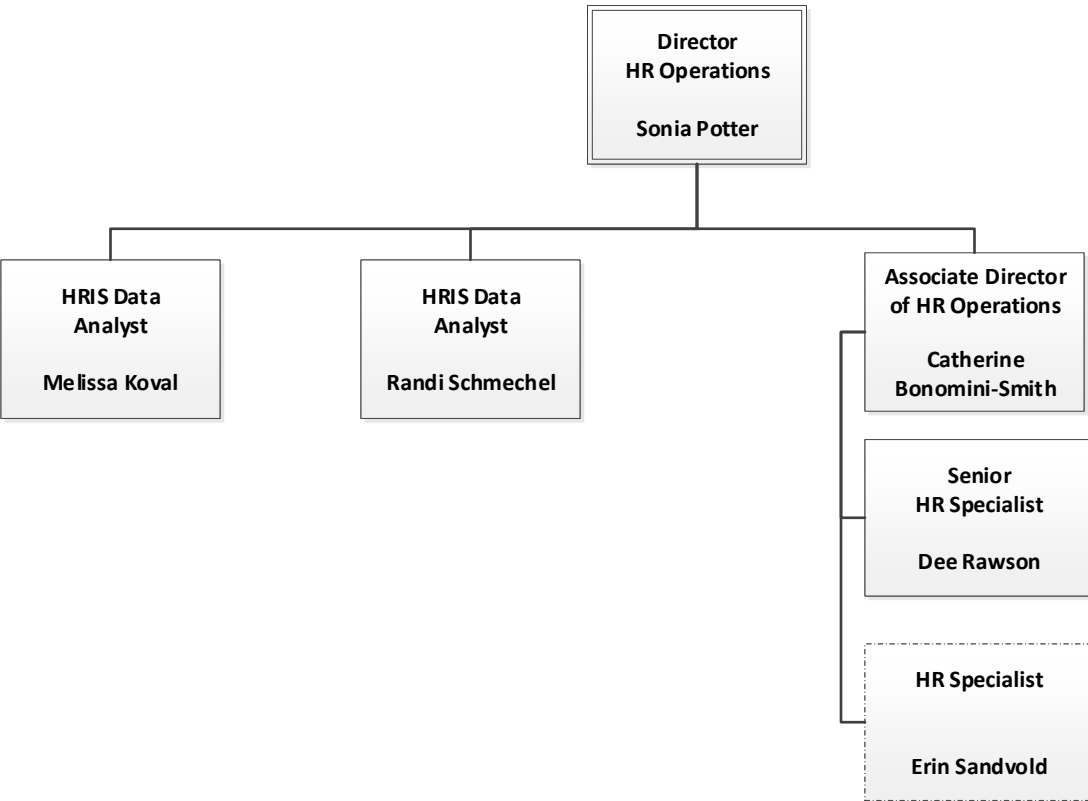 Director
HR Operations
Sonia Potter
HRIS Data
Analyst
Melissa Koval
HRIS Data
Analyst
Randi Schmechel
Associate Director
of HR Operations
Catherine
Bonomini-Smith
Senior
HR Specialist
Dee Rawson
HR Specialist
Erin Sandvold